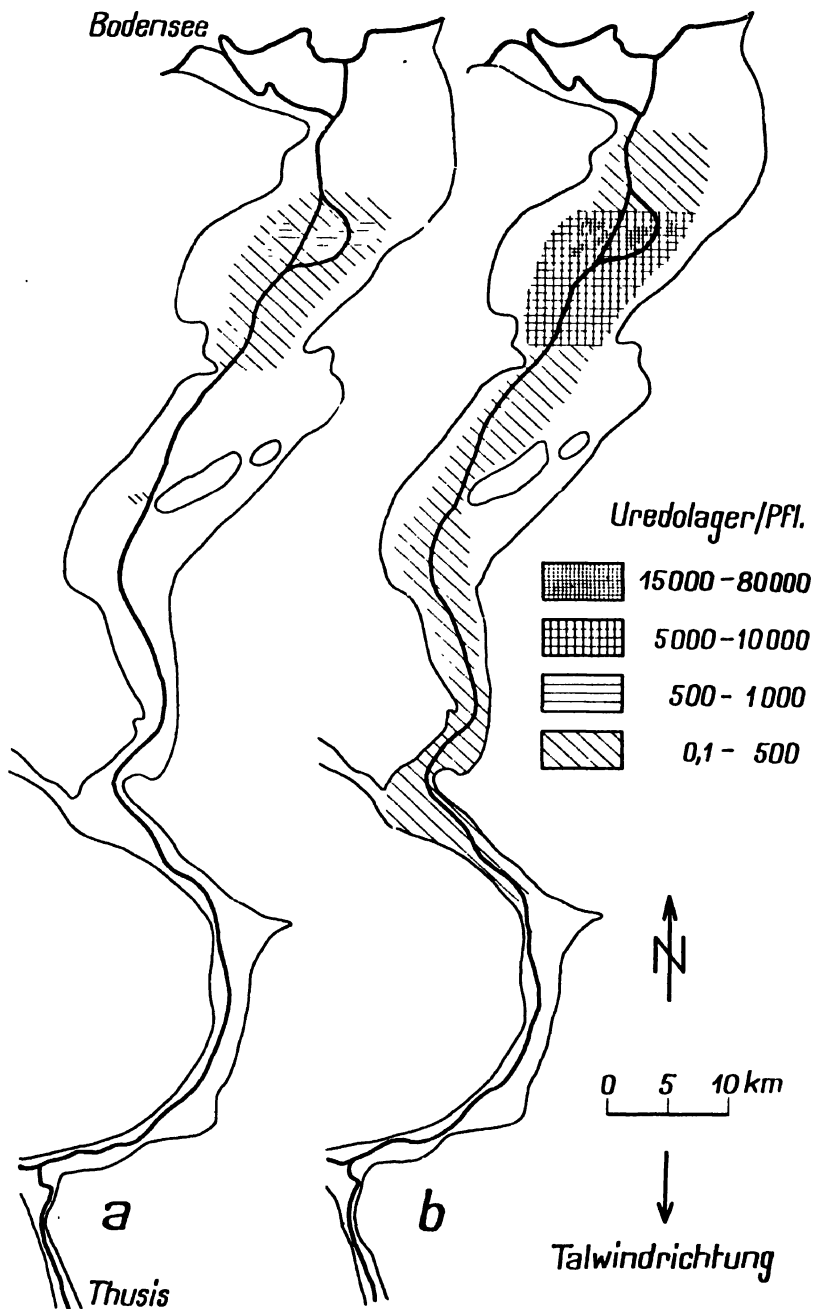 Bodensee
Uredolager/Pfl.
15000–80000
5000–10000
500–1000
0,1–500
N
0 5 10 km
a
b
Talwindrichtung
Thusis